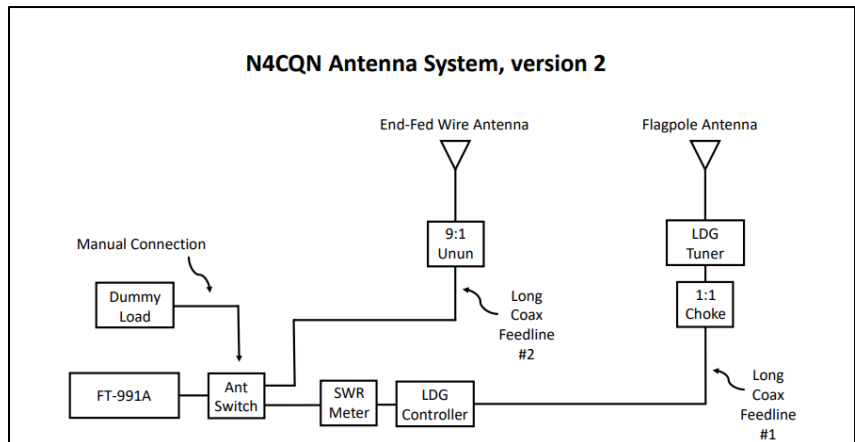 N4CQN Antenna System, version 2
End-Fed Wire Antenna
Flagpole Antenna
9:1
Unun
LDG
Tuner
Manual Connection
Dummy
Load
Long
Coax
Feedline
#2
1:1
Choke
FT-991A
Ant
Switch
SWR
Meter
LDG
Controller
Long
Coax
Feedline
#1